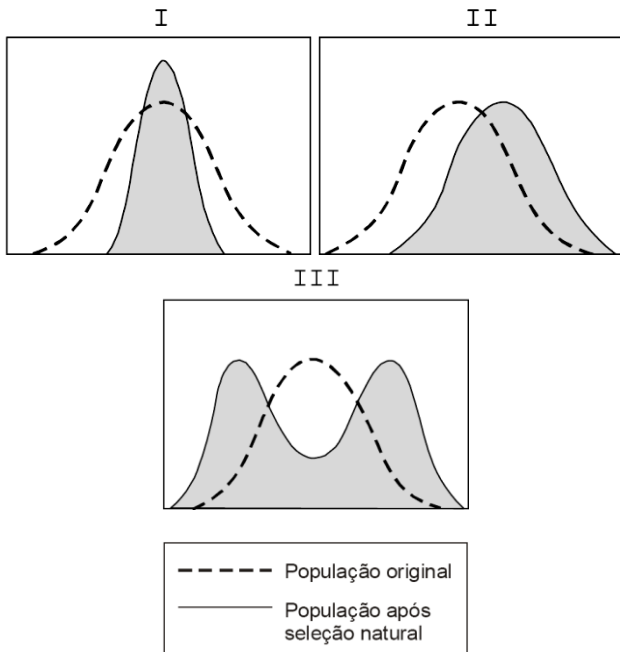 I
II
III
População original
População após
seleção natural